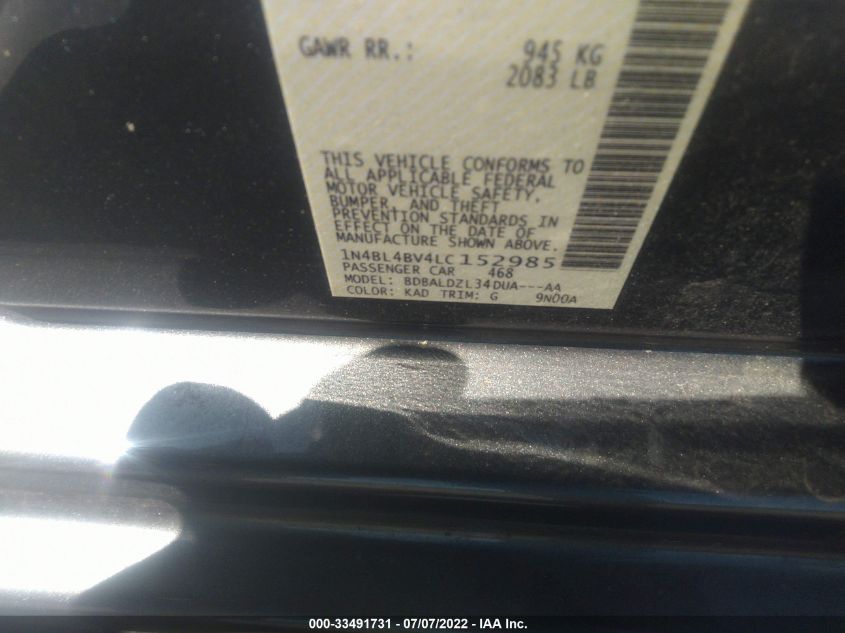 GAWR RR.: 945 KG
2083 LB
THIS VEHICLE CONFORMS TO
ALL APPLICABLE FEDERAL
MOTOR VEHICLE SAFETY,
BUMPER, AND THEFT
PREVENTION STANDARDS IN
EFFECT ON THE DATE OF
MANUFACTURE SHOWN ABOVE.
1N4BL4BV4LC152985
PASSENGER CAR 468
MODEL: BDBALDZL34DUA---AA
COLOR: KAD TRIM: G 9N00A
000-33491731 - 07/07/2022 - IAA Inc.